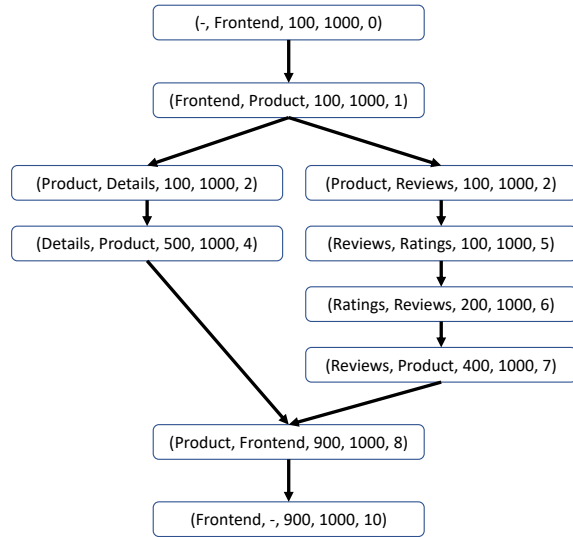 (-, Frontend, 100, 1000, 0)
(Frontend, Product, 100, 1000, 1)
(Product, Details, 100, 1000, 2)
(Product, Reviews, 100, 1000, 2)
(Details, Product, 500, 1000, 4)
(Reviews, Ratings, 100, 1000, 5)
(Ratings, Reviews, 200, 1000, 6)
(Reviews, Product, 400, 1000, 7)
(Product, Frontend, 900, 1000, 8)
(Frontend, -, 900, 1000, 10)